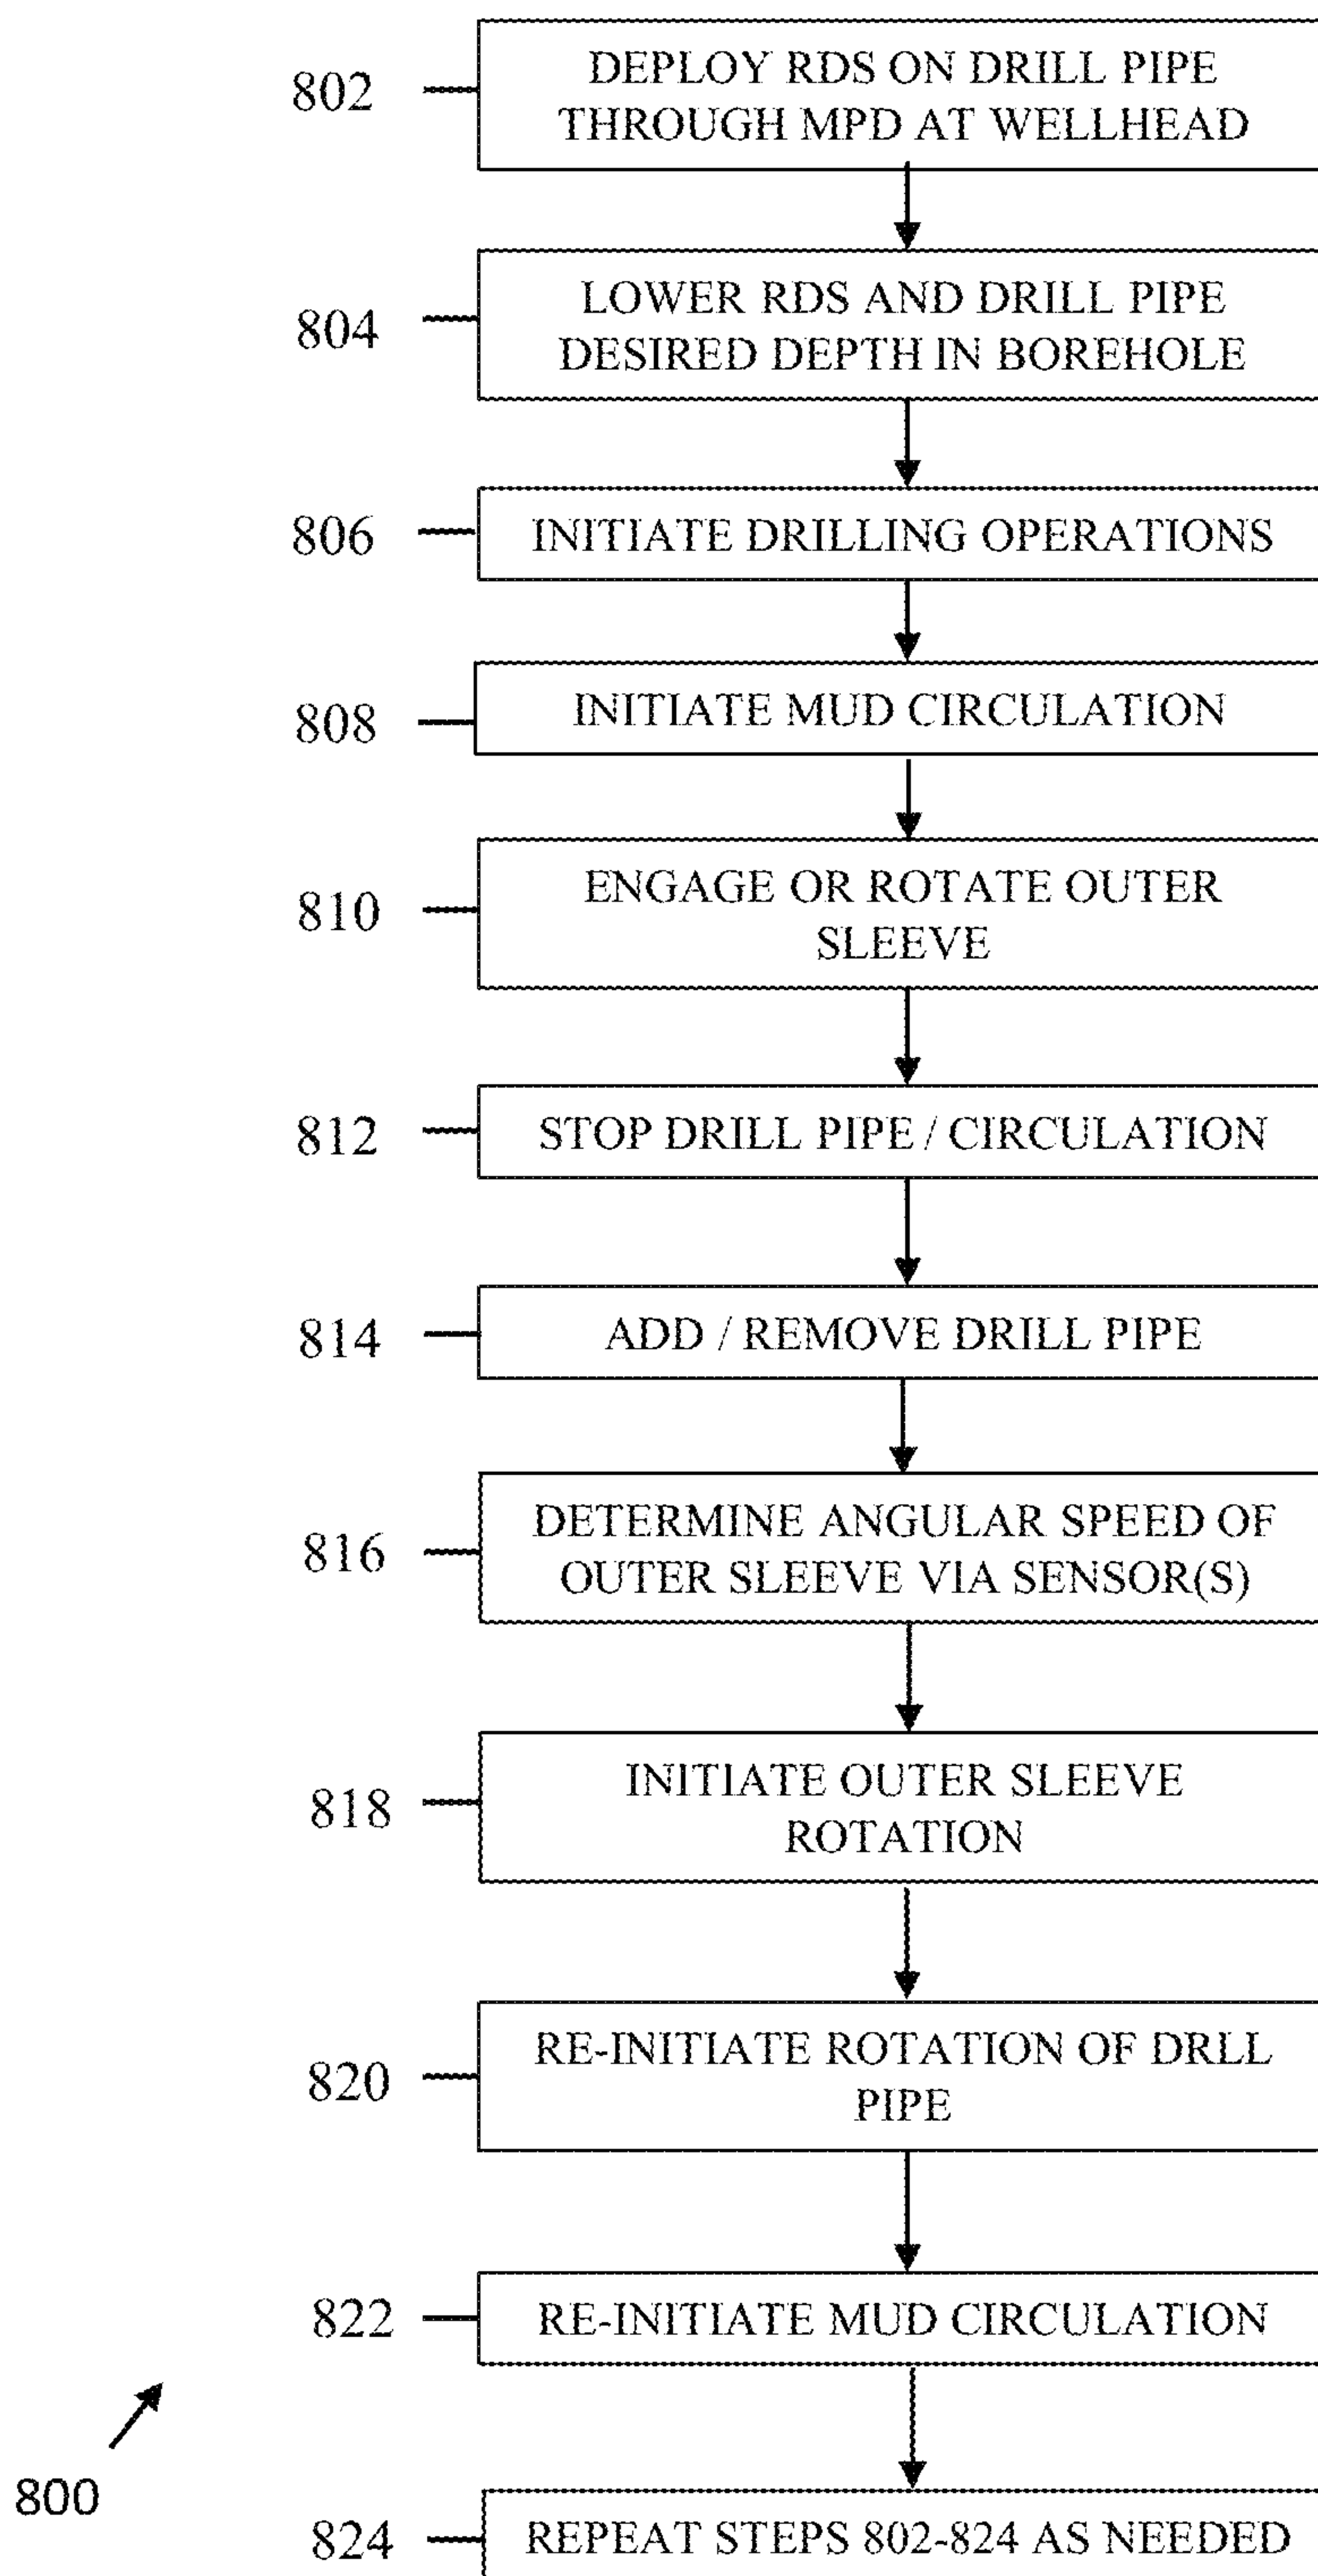 802
DEPLOY RDS ON DRILL PIPE
THROUGH MPD AT WELLHEAD
804
LOWER RDS AND DRILL PIPE
DESIRED DEPTH IN BOREHOLE
806
INITIATE DRILLING OPERATIONS
808
INITIATE MUD CIRCULATION
810
ENGAGE OR ROTATE OUTER
SLEEVE
812
STOP DRILL PIPE / CIRCULATION
814
ADD / REMOVE DRILL PIPE
816
DETERMINE ANGULAR SPEED OF
OUTER SLEEVE VIA SENSOR(S)
818
INITIATE OUTER SLEEVE
ROTATION
820
RE-INITIATE ROTATION OF DRLL
PIPE
822
RE-INITIATE MUD CIRCULATION
800
824
REPEAT STEPS 802-824 AS NEEDED